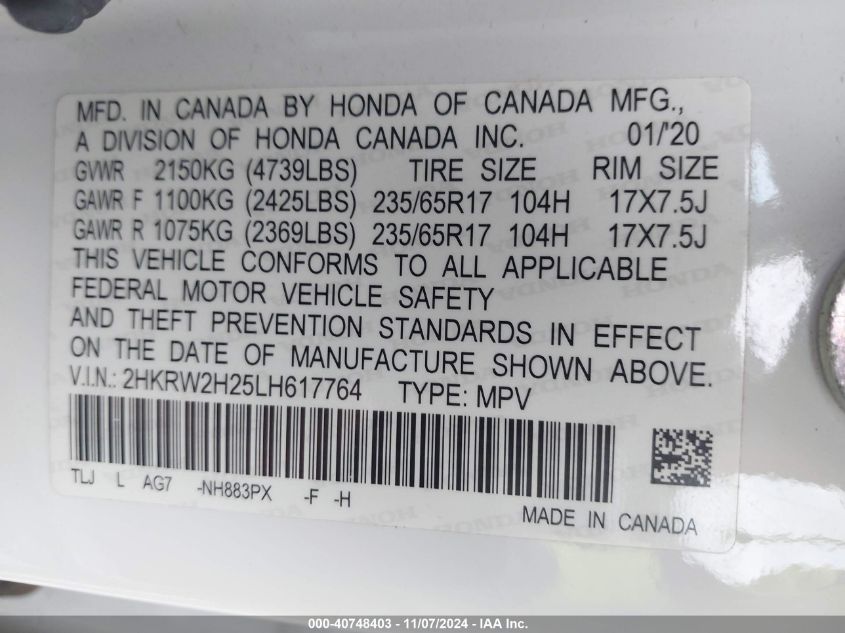 MFD. IN CANADA BY HONDA OF CANADA MFG.,
A DIVISION OF HONDA CANADA INC. 01/'20
GVWR 2150KG (4739LBS) TIRE SIZE RIM SIZE
GAWR F 1100KG (2425LBS) 235/65R17 104H 17X7.5J
GAWR R 1075KG (2369LBS) 235/65R17 104H 17X7.5J
THIS VEHICLE CONFORMS TO ALL APPLICABLE
FEDERAL MOTOR VEHICLE SAFETY
AND THEFT PREVENTION STANDARDS IN EFFECT
ON THE DATE OF MANUFACTURE SHOWN ABOVE.
V.I.N.: 2HKRW2H25LH617764 TYPE: MPV
TLJ L AG7 -NH883PX -F -H
MADE IN CANADA
000-40748403 - 11/07/2024 - IAA Inc.